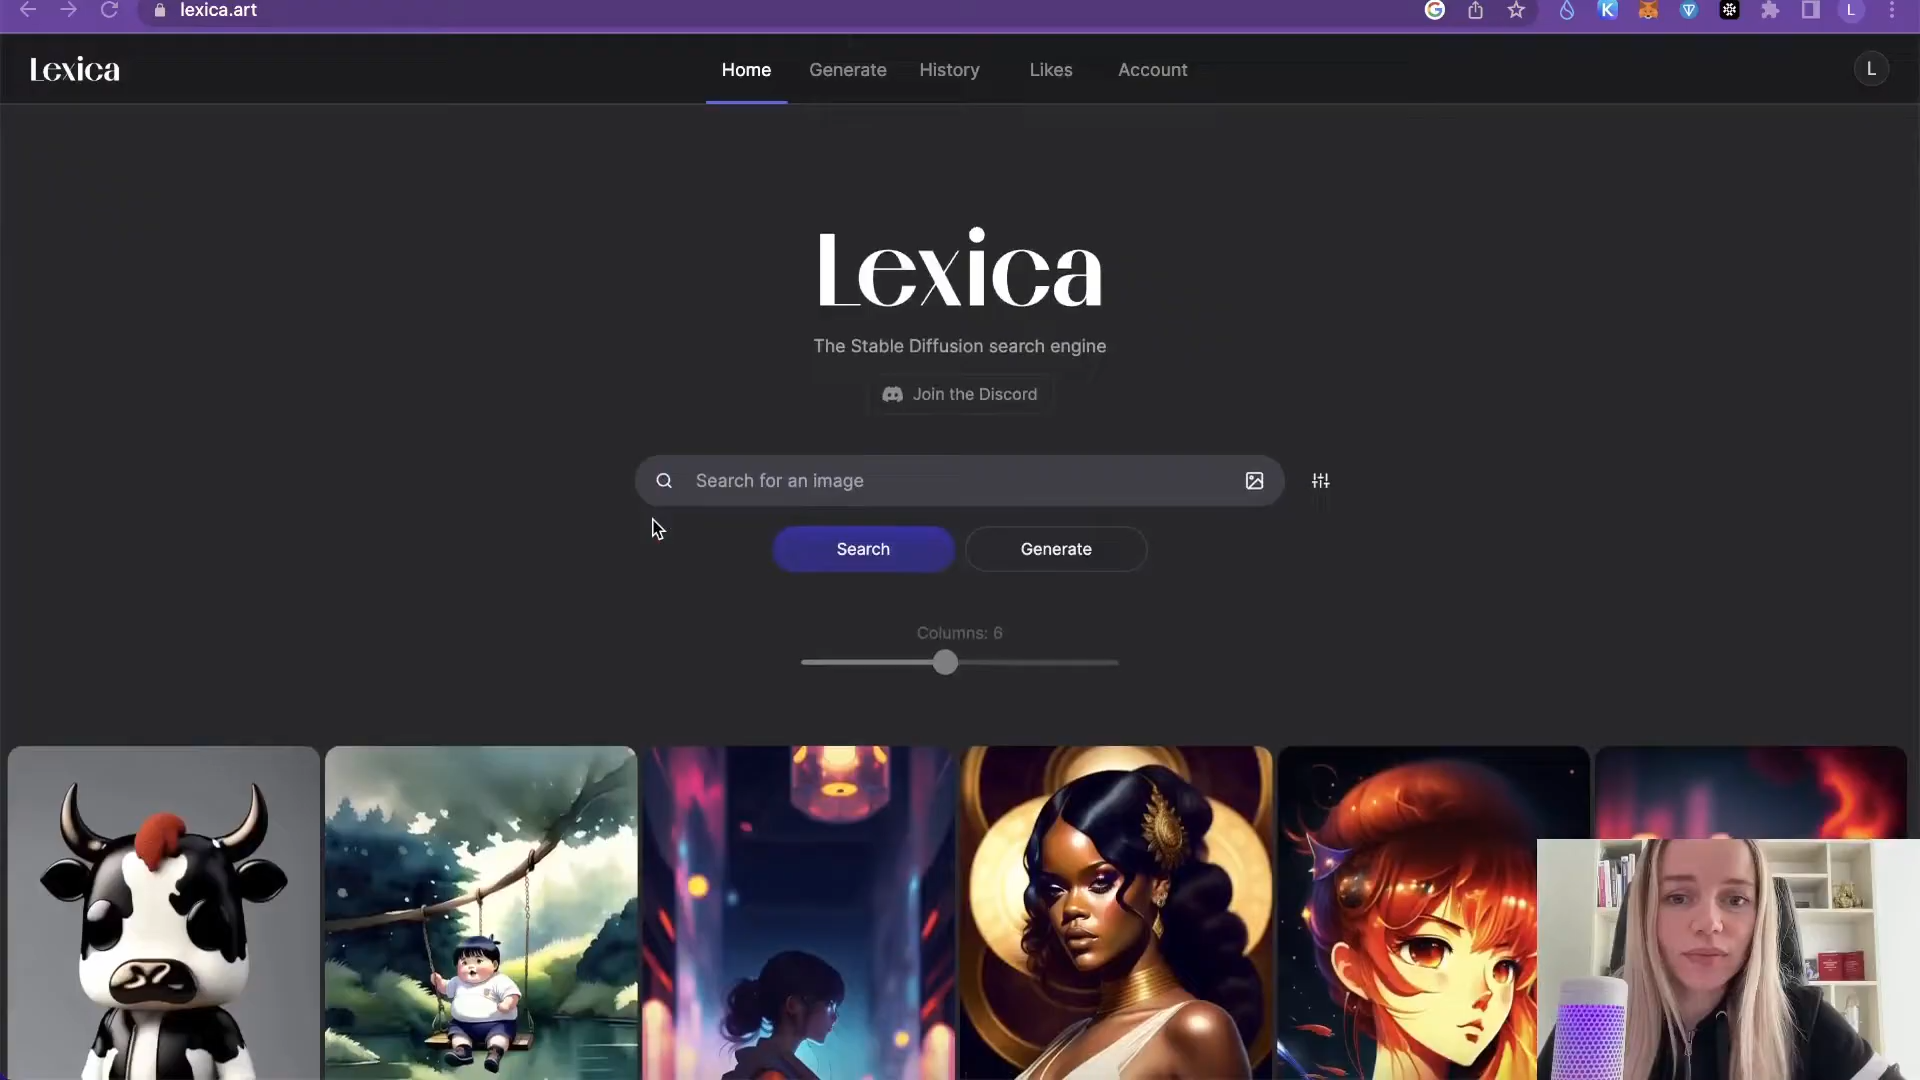 lexica.art
K
L
Lexica
Home
Generate
History
Likes
Account
L
Lexica
The Stable Diffusion search engine
Join the Discord
Search for an image
Search
Generate
Columns: 6